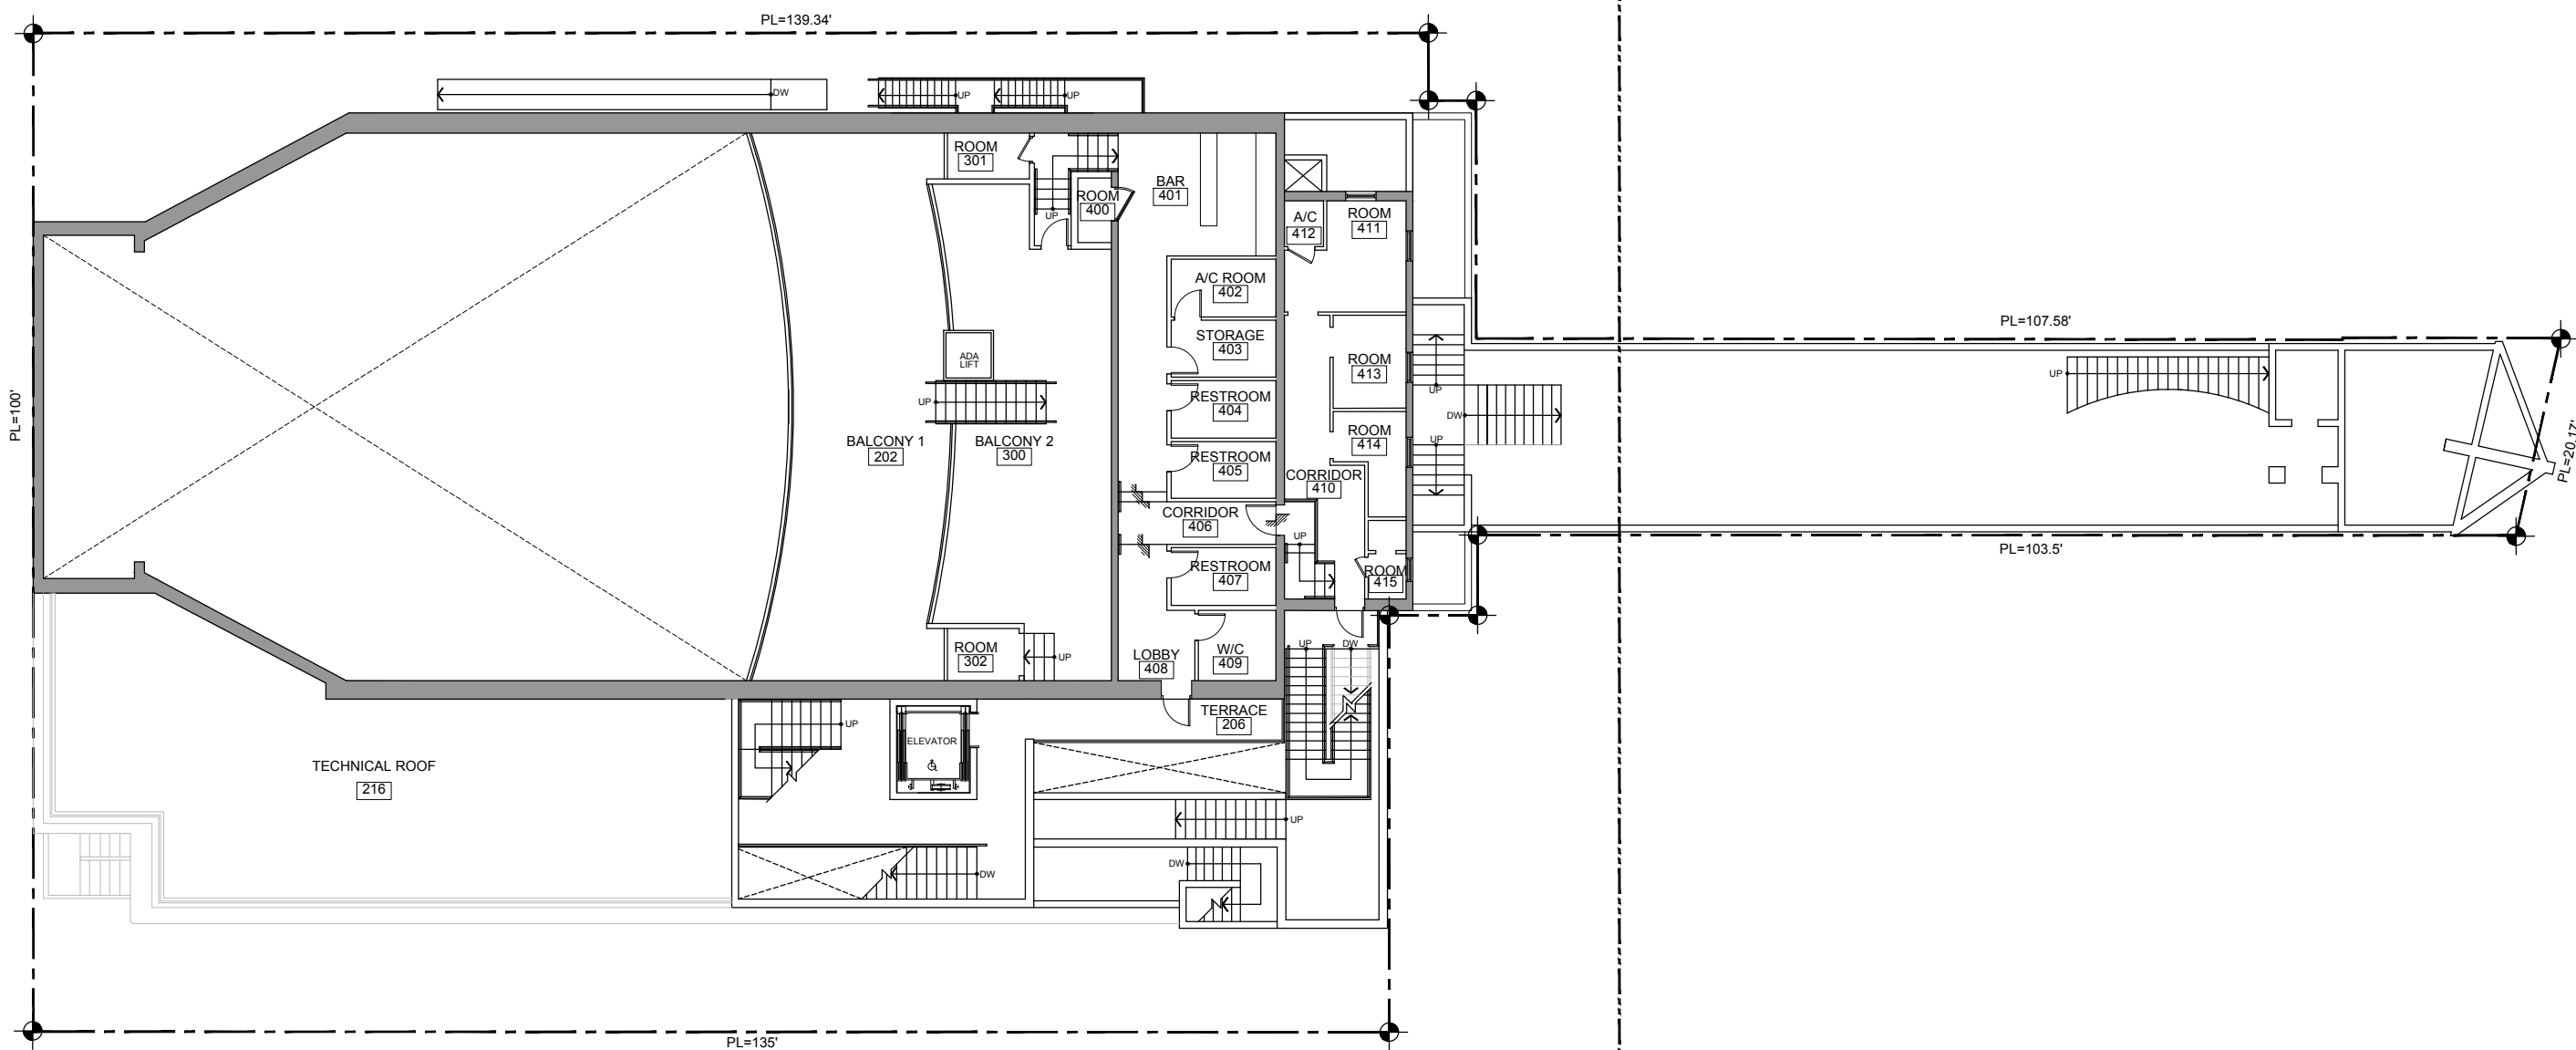 PL=139.34'
DW
UP
UP
ROOM
301
ROOM
400
UP
BAR
401
A/C
412
ROOM
411
A/C ROOM
402
STORAGE
403
ADA
LIFT
UP
RESTROOM
404
ROOM
413
UP
DW
UP
PL=107.58'
UP
PL=100'
BALCONY 1
202
BALCONY 2
300
RESTROOM
405
ROOM
414
CORRIDOR
410
PL=20.17'
CORRIDOR
406
UP
PL=103.5'
RESTROOM
407
ROOM
415
ROOM
302
UP
LOBBY
408
W/C
409
UP
DW
TERRACE
206
UP
ELEVATOR
TECHNICAL ROOF
216
UP
DW
DW
PL=135'